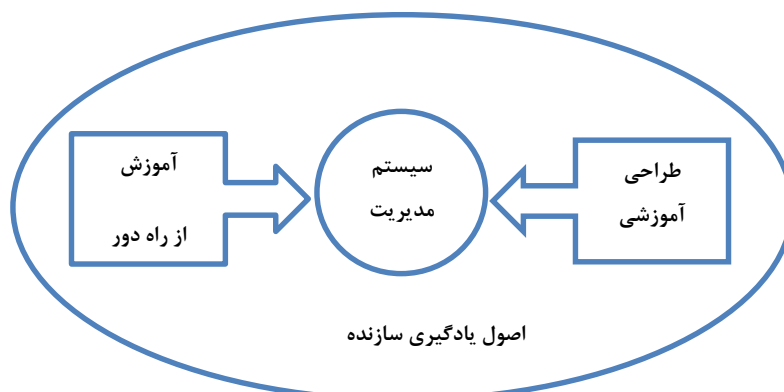 طراحی
آموزشی
سیستم
مدیریت
آموزش
از راه دور
اصول یادگیری سازنده